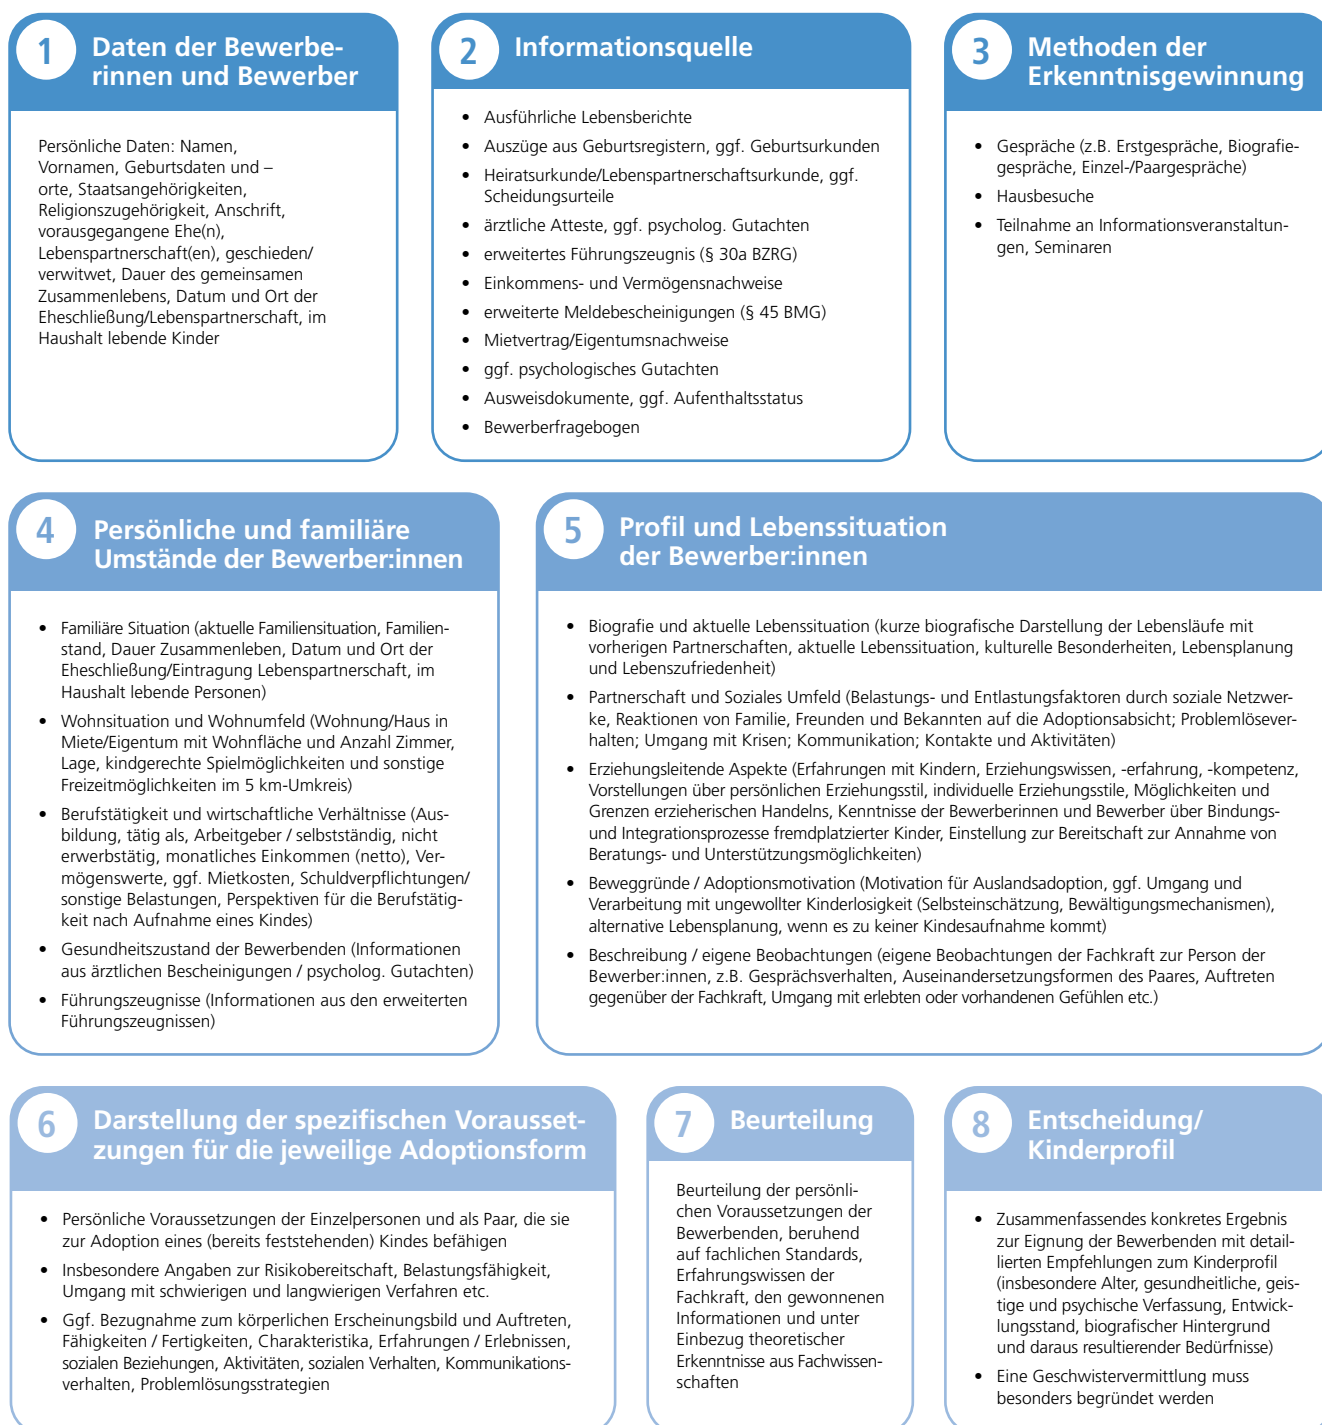 1
Daten der Bewerbe-
rinnen und Bewerber
Persönliche Daten: Namen,
Vornamen, Geburtsdaten und –
orte, Staatsangehörigkeiten,
Religionszugehörigkeit, Anschrift,
vorausgegangene Ehe(n),
Lebenspartnerschaft(en), geschieden/
verwitwet, Dauer des gemeinsamen
Zusammenlebens, Datum und Ort der
Eheschließung/Lebenspartnerschaft, im
Haushalt lebende Kinder
2
Informationsquelle
• Ausführliche Lebensberichte
• Auszüge aus Geburtsregistern, ggf. Geburtsurkunden
• Heiratsurkunde/Lebenspartnerschaftsurkunde, ggf.
Scheidungsurteile
• ärztliche Atteste, ggf. psycholog. Gutachten
• erweitertes Führungszeugnis (§ 30a BZRG)
• Einkommens- und Vermögensnachweise
• erweiterte Meldebescheinigungen (§ 45 BMG)
• Mietvertrag/Eigentumsnachweise
• ggf. psychologisches Gutachten
• Ausweisdokumente, ggf. Aufenthaltsstatus
• Bewerberfragebogen
3
Methoden der
Erkenntnisgewinnung
• Gespräche (z.B. Erstgespräche, Biografie-
gespräche, Einzel-/Paargespräche)
• Hausbesuche
• Teilnahme an Informationsveranstaltun-
gen, Seminaren
4
Persönliche und familiäre
Umstände der Bewerber:innen
• Familiäre Situation (aktuelle Familiensituation, Familien-
stand, Dauer Zusammenleben, Datum und Ort der
Eheschließung/Eintragung Lebenspartnerschaft, im
Haushalt lebende Personen)
• Wohnsituation und Wohnumfeld (Wohnung/Haus in
Miete/Eigentum mit Wohnfläche und Anzahl Zimmer,
Lage, kindgerechte Spielmöglichkeiten und sonstige
Freizeitmöglichkeiten im 5 km-Umkreis)
• Berufstätigkeit und wirtschaftliche Verhältnisse (Aus-
bildung, tätig als, Arbeitgeber / selbstständig, nicht
erwerbstätig, monatliches Einkommen (netto), Ver-
mögenswerte, ggf. Mietkosten, Schuldverpflichtungen/
sonstige Belastungen, Perspektiven für die Berufstätig-
keit nach Aufnahme eines Kindes)
• Gesundheitszustand der Bewerbenden (Informationen
aus ärztlichen Bescheinigungen / psycholog. Gutachten)
• Führungszeugnisse (Informationen aus den erweiterten
Führungszeugnissen)
5
Profil und Lebenssituation
der Bewerber:innen
• Biografie und aktuelle Lebenssituation (kurze biografische Darstellung der Lebensläufe mit
vorherigen Partnerschaften, aktuelle Lebenssituation, kulturelle Besonderheiten, Lebensplanung
und Lebenszufriedenheit)
• Partnerschaft und Soziales Umfeld (Belastungs- und Entlastungsfaktoren durch soziale Netzwer-
ke, Reaktionen von Familie, Freunden und Bekannten auf die Adoptionsabsicht; Problemlösever-
halten; Umgang mit Krisen; Kommunikation; Kontakte und Aktivitäten)
• Erziehungsleitende Aspekte (Erfahrungen mit Kindern, Erziehungswissen, -erfahrung, -kompetenz,
Vorstellungen über persönlichen Erziehungsstil, individuelle Erziehungsstile, Möglichkeiten und
Grenzen erzieherischen Handelns, Kenntnisse der Bewerberinnen und Bewerber über Bindungs-
und Integrationsprozesse fremdplatzierter Kinder, Einstellung zur Bereitschaft zur Annahme von
Beratungs- und Unterstützungsmöglichkeiten)
• Beweggründe / Adoptionsmotivation (Motivation für Auslandsadoption, ggf. Umgang und
Verarbeitung mit ungewollter Kinderlosigkeit (Selbsteinschätzung, Bewältigungsmechanismen),
alternative Lebensplanung, wenn es zu keiner Kindesaufnahme kommt)
• Beschreibung / eigene Beobachtungen (eigene Beobachtungen der Fachkraft zur Person der
Bewerber:innen, z.B. Gesprächsverhalten, Auseinandersetzungsformen des Paares, Auftreten
gegenüber der Fachkraft, Umgang mit erlebten oder vorhandenen Gefühlen etc.)
6
Darstellung der spezifischen Vorausset-
zungen für die jeweilige Adoptionsform
• Persönliche Voraussetzungen der Einzelpersonen und als Paar, die sie
zur Adoption eines (bereits feststehenden) Kindes befähigen
• Insbesondere Angaben zur Risikobereitschaft, Belastungsfähigkeit,
Umgang mit schwierigen und langwierigen Verfahren etc.
• Ggf. Bezugnahme zum körperlichen Erscheinungsbild und Auftreten,
Fähigkeiten / Fertigkeiten, Charakteristika, Erfahrungen / Erlebnissen,
sozialen Beziehungen, Aktivitäten, sozialen Verhalten, Kommunikations-
verhalten, Problemlösungsstrategien
7
Beurteilung
Beurteilung der persönli-
chen Voraussetzungen der
Bewerbenden, beruhend
auf fachlichen Standards,
Erfahrungswissen der
Fachkraft, den gewonnenen
Informationen und unter
Einbezug theoretischer
Erkenntnisse aus Fachwissen-
schaften
8
Entscheidung/
Kinderprofil
• Zusammenfassendes konkretes Ergebnis
zur Eignung der Bewerbenden mit detail-
lierten Empfehlungen zum Kinderprofil
(insbesondere Alter, gesundheitliche, geis-
tige und psychische Verfassung, Entwick-
lungsstand, biografischer Hintergrund
und daraus resultierender Bedürfnisse)
• Eine Geschwistervermittlung muss
besonders begründet werden